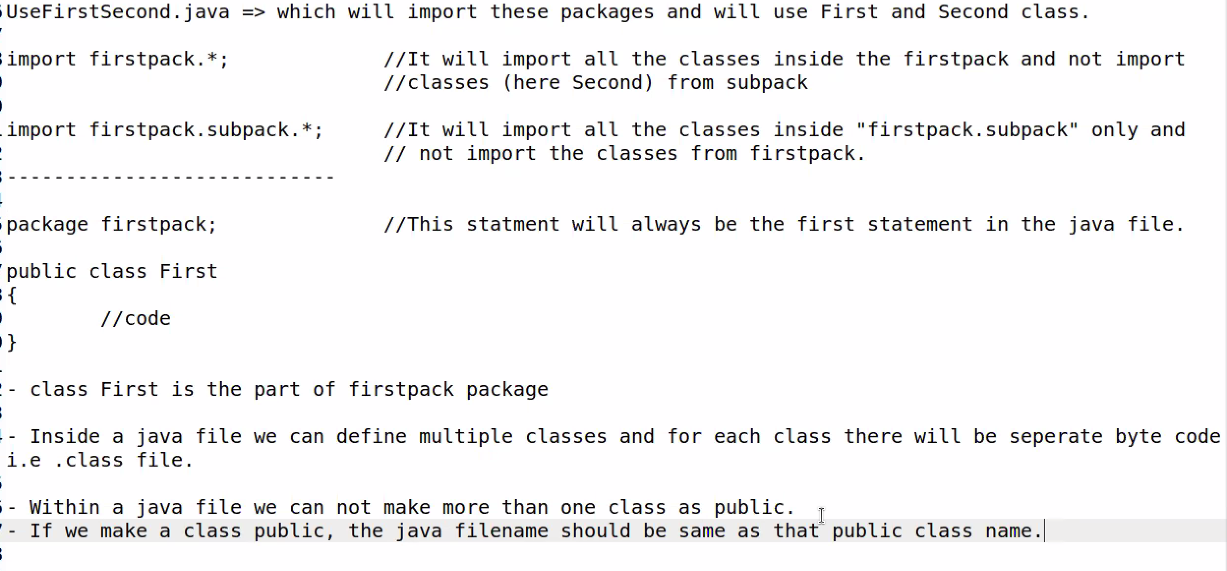 UseFirstSecond.java => which will import these packages and will use First and Second class.
import firstpack.*; //It will import all the classes inside the firstpack and not import
//classes (here Second) from subpack
import firstpack.subpack.*; //It will import all the classes inside "firstpack.subpack" only and
// not import the classes from firstpack.
----------------------------
package firstpack; //This statment will always be the first statement in the java file.
public class First
{
//code
}
- class First is the part of firstpack package
- Inside a java file we can define multiple classes and for each class there will be seperate byte code
i.e .class file.
- Within a java file we can not make more than one class as public.
- If we make a class public, the java filename should be same as that public class name.